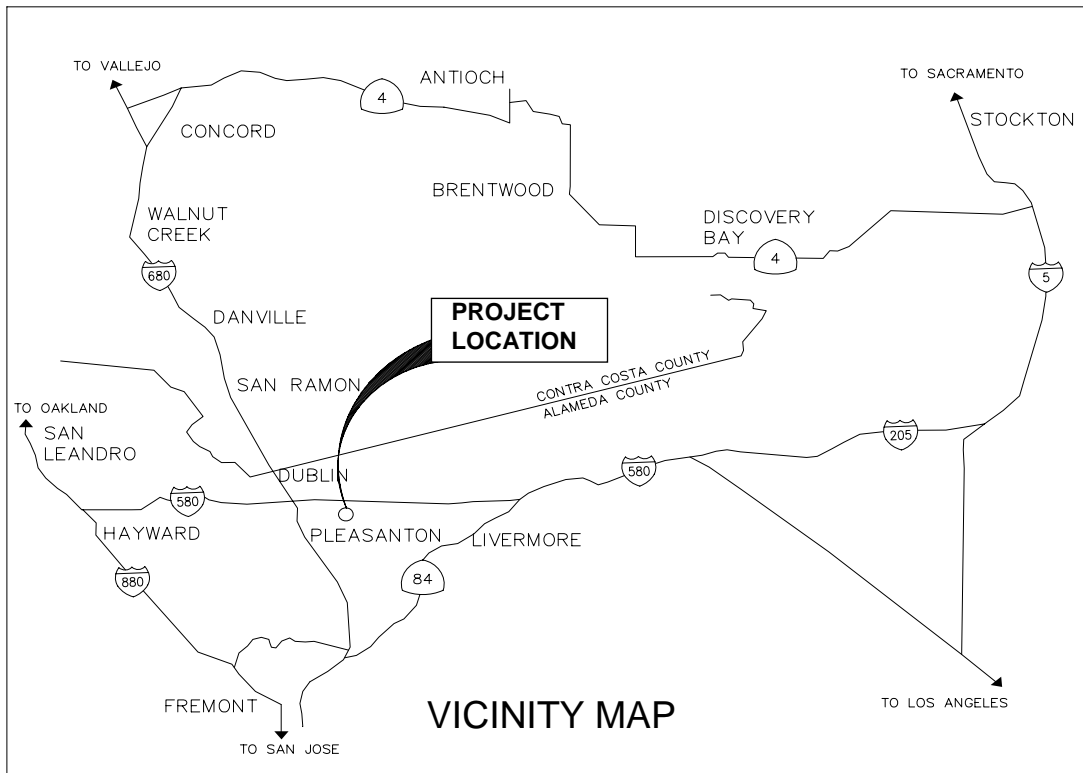 TO VALLEJO
ANTIOCH
TO SACRAMENTO
4
STOCKTON
CONCORD
BRENTWOOD
WALNUT
CREEK
DISCOVERY
BAY
4
680
5
DANVILLE
PROJECT
LOCATION
SAN RAMON
CONTRA COSTA COUNTY
ALAMEDA COUNTY
TO OAKLAND
SAN
LEANDRO
205
DUBLIN
580
580
HAYWARD
PLEASANTON
LIVERMORE
880
84
FREMONT
VICINITY MAP
TO LOS ANGELES
TO SAN JOSE